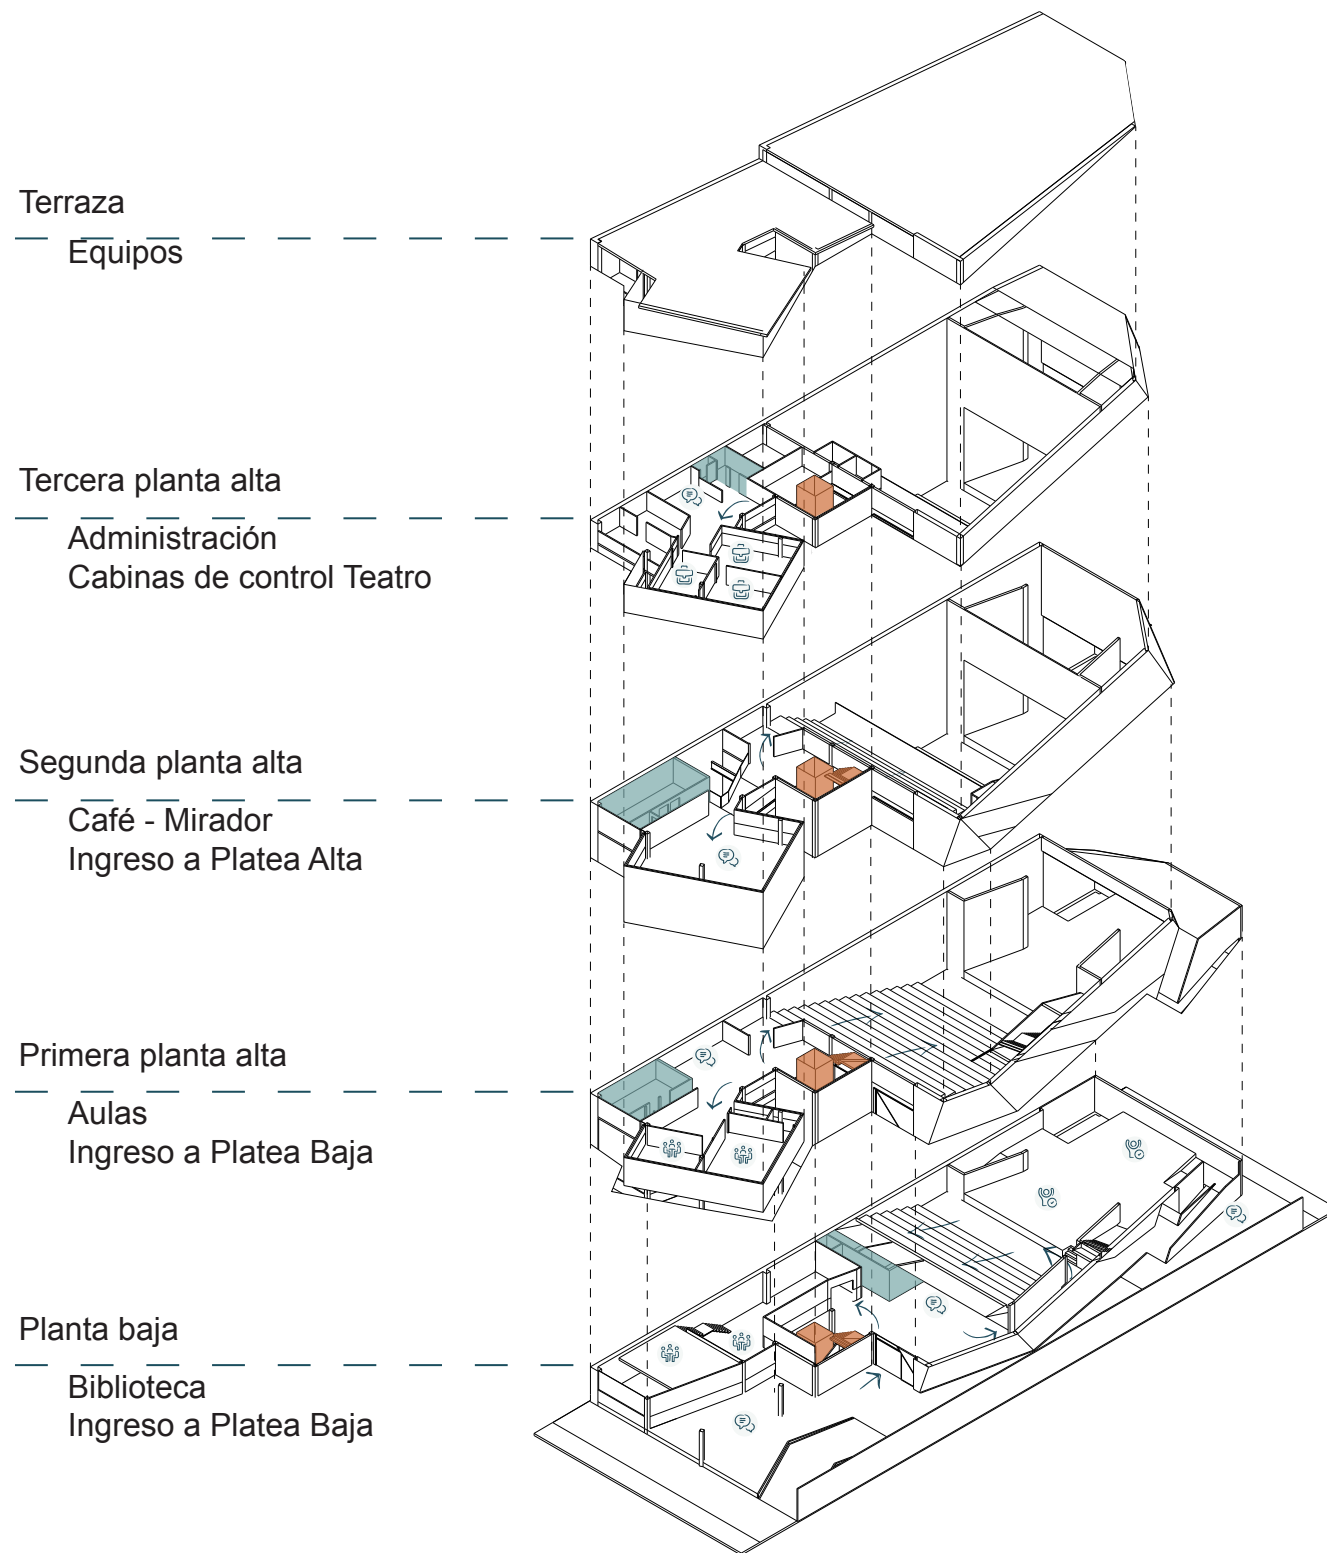 Terraza
Equipos
Tercera planta alta
Administración
Cabinas de control Teatro
Segunda planta alta
Café - Mirador
Ingreso a Platea Alta
Primera planta alta
Aulas
Ingreso a Platea Baja
Planta baja
Biblioteca
Ingreso a Platea Baja